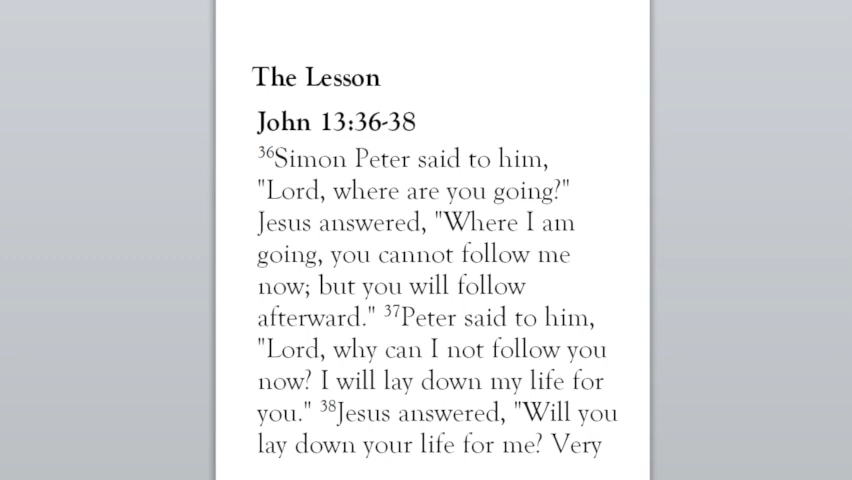 The Lesson
John 13:36-38
³⁶Simon Peter said to him,
"Lord, where are you going?"
Jesus answered, "Where I am
going, you cannot follow me
now; but you will follow
afterward." ³⁷Peter said to him,
"Lord, why can I not follow you
now? I will lay down my life for
you." ³⁸Jesus answered, "Will you
lay down your life for me? Very